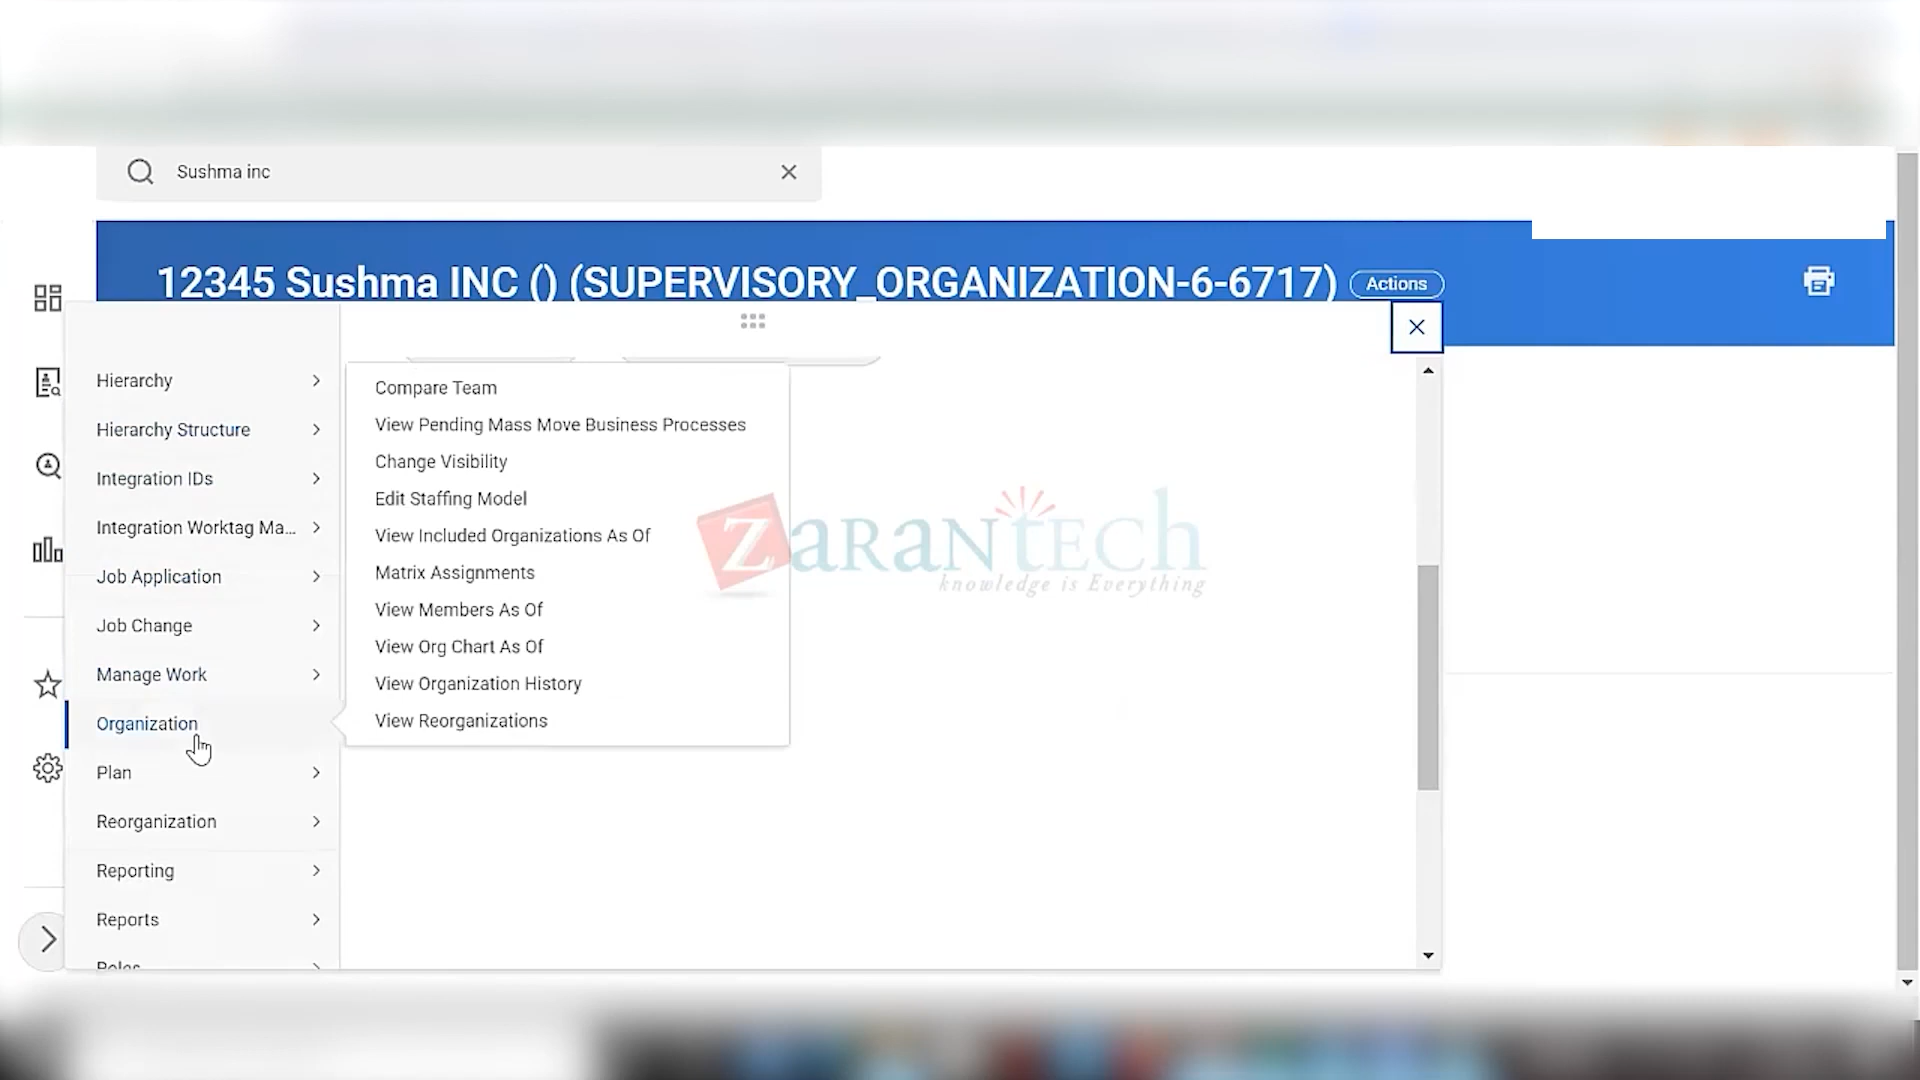 Sushma inc
12345 Sushma INC () (SUPERVISORY_ORGANIZATION-6-6717)
Actions
Hierarchy
Hierarchy Structure
Integration IDs
Integration Worktag Ma...
Job Application
Job Change
Manage Work
Organization
Plan
Reorganization
Reporting
Reports
Roles
Compare Team
View Pending Mass Move Business Processes
Change Visibility
Edit Staffing Model
View Included Organizations As Of
Matrix Assignments
View Members As Of
View Org Chart As Of
View Organization History
View Reorganizations
ZaranTech
knowledge is Everything